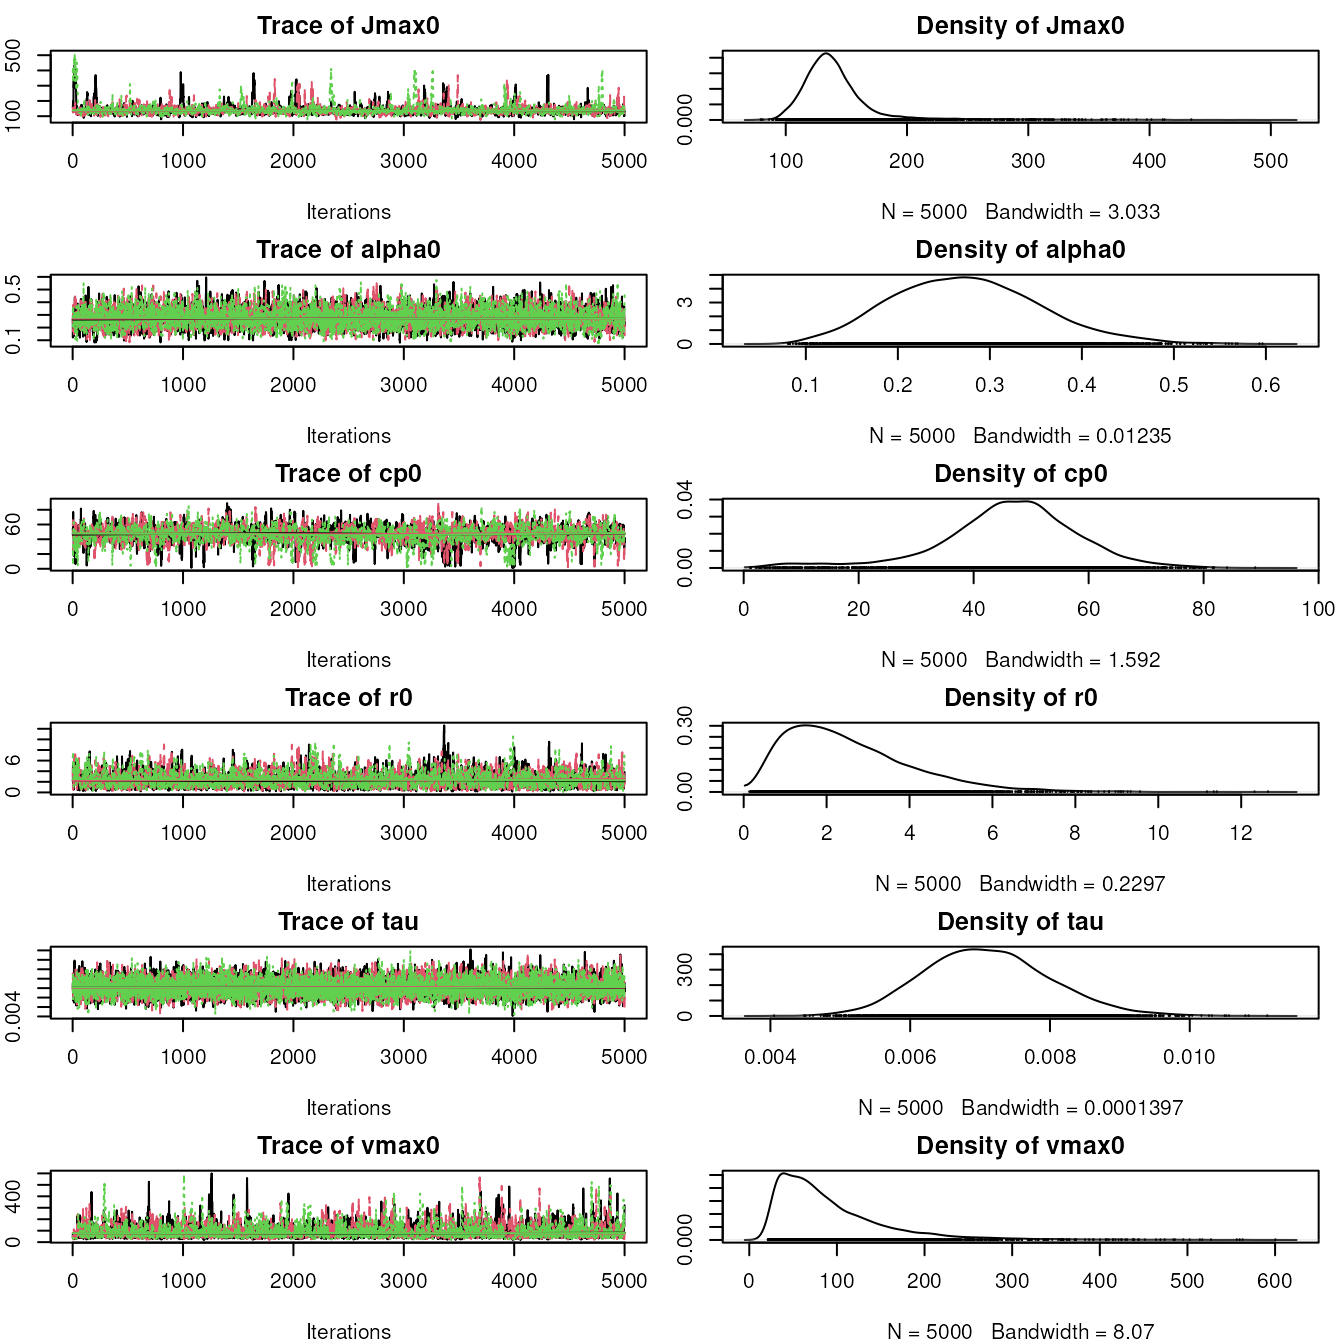 Trace of Jmax0
Density of Jmax0
100 500
0.000
0 1000 2000 3000 4000 5000
100 200 300 400 500
Iterations
N = 5000 Bandwidth = 3.033
Trace of alpha0
Density of alpha0
0.1 0.5
0 3
0 1000 2000 3000 4000 5000
0.1 0.2 0.3 0.4 0.5 0.6
Iterations
N = 5000 Bandwidth = 0.01235
Trace of cp0
Density of cp0
0 60
0.00 0.04
0 1000 2000 3000 4000 5000
0 20 40 60 80 100
Iterations
N = 5000 Bandwidth = 1.592
Trace of r0
Density of r0
0 6
0.00 0.30
0 1000 2000 3000 4000 5000
0 2 4 6 8 10 12
Iterations
N = 5000 Bandwidth = 0.2297
Trace of tau
Density of tau
0.004
0 300
0 1000 2000 3000 4000 5000
0.004 0.006 0.008 0.010
Iterations
N = 5000 Bandwidth = 0.0001397
Trace of vmax0
Density of vmax0
0 400
0.000
0 1000 2000 3000 4000 5000
0 100 200 300 400 500 600
Iterations
N = 5000 Bandwidth = 8.07